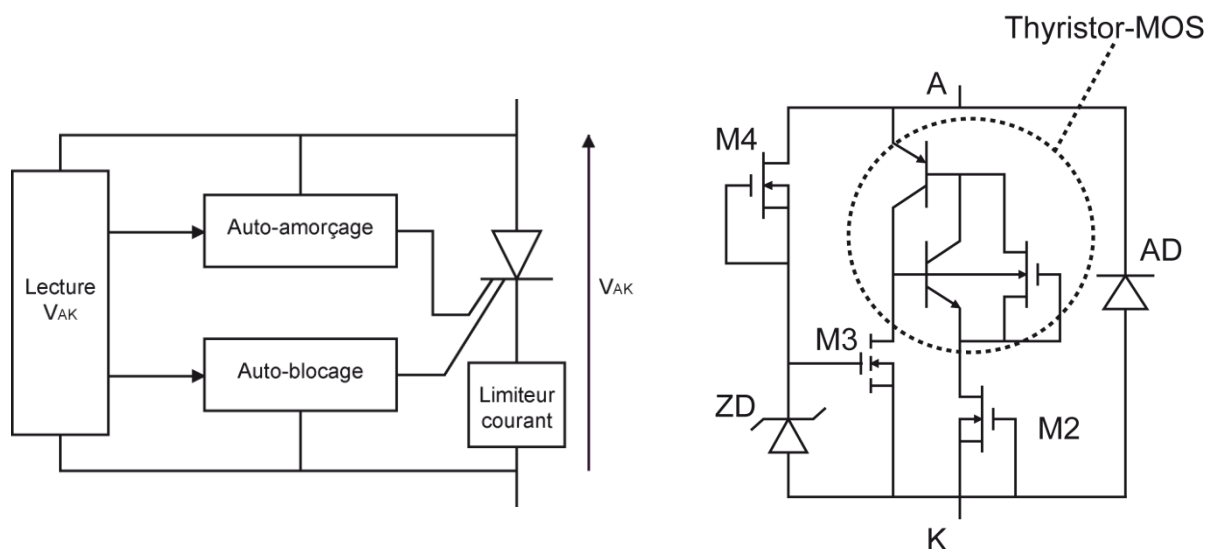 Lecture
VAK
Auto-amorçage
Auto-blocage
Limiteur
courant
VAK
Thyristor-MOS
A
M4
AD
M3
ZD
M2
K